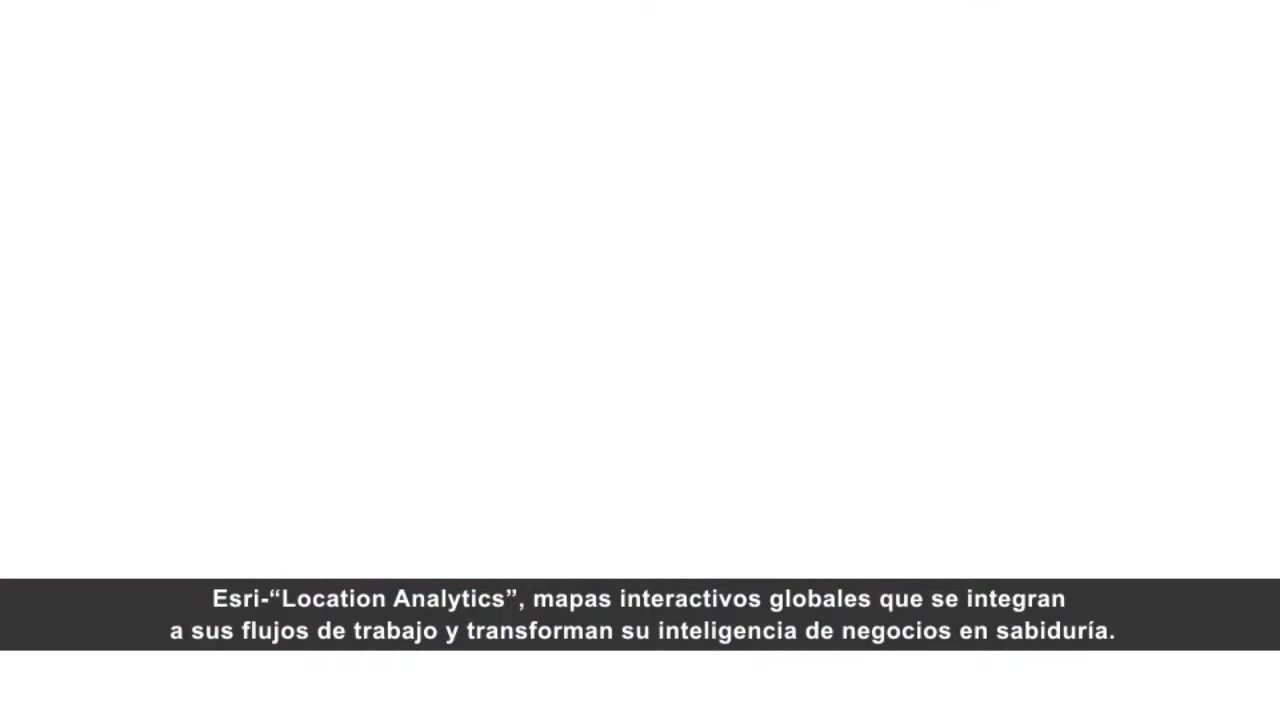 Esri-“Location Analytics”, mapas interactivos globales que se integran
a sus flujos de trabajo y transforman su inteligencia de negocios en sabiduría.